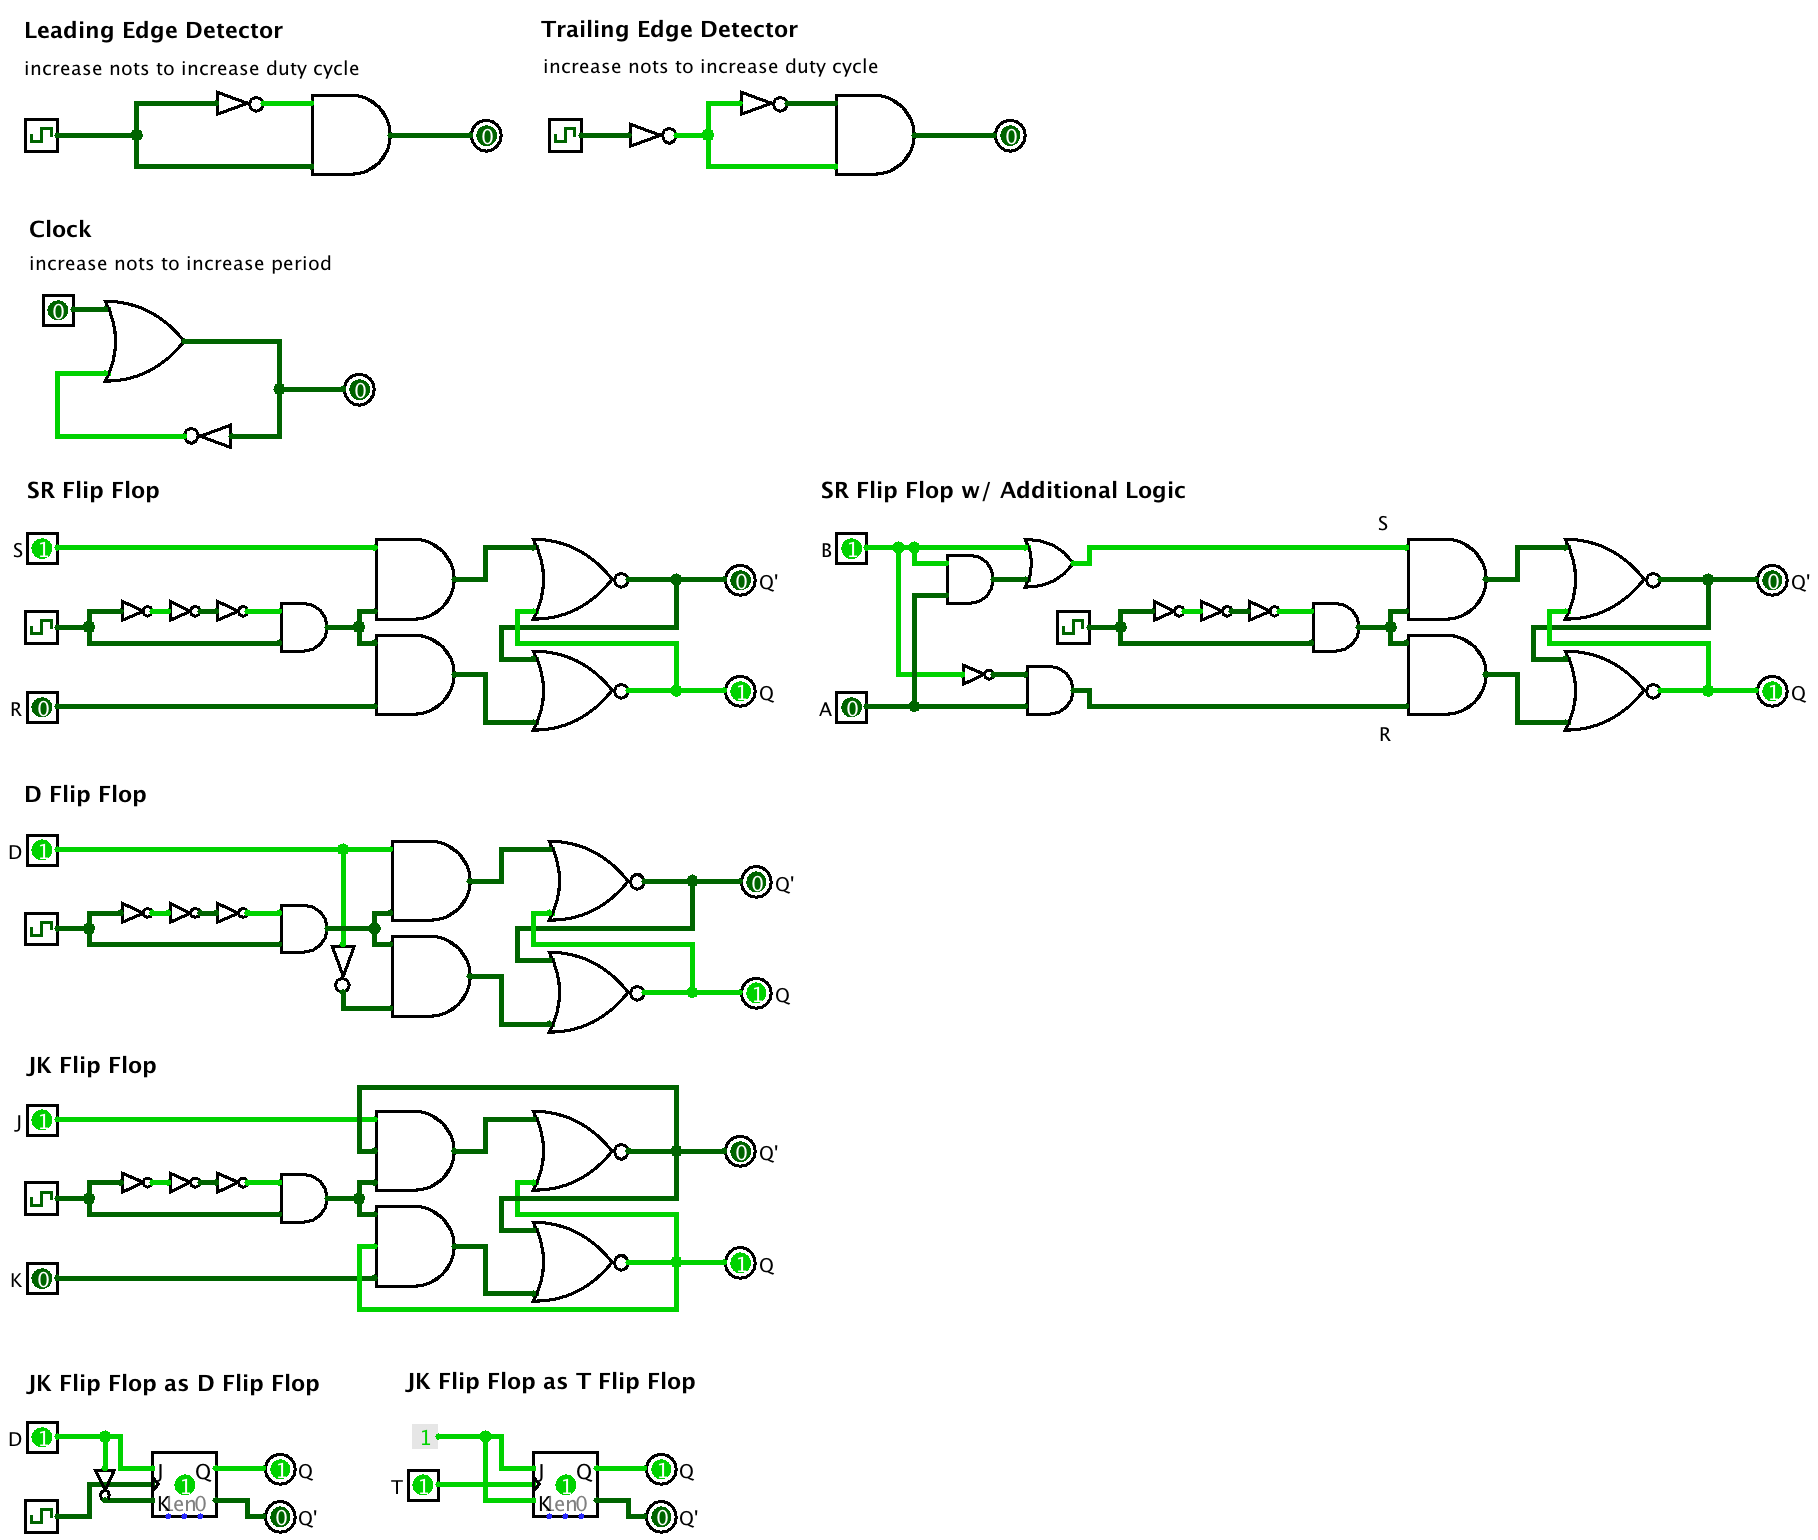 Leading Edge Detector
increase nots to increase duty cycle
0
Trailing Edge Detector
increase nots to increase duty cycle
0
Clock
increase nots to increase period
0
0
SR Flip Flop
S 1
0 Q'
R 0
1 Q
SR Flip Flop w/ Additional Logic
S
B 1
0 Q'
A 0
1 Q
R
D Flip Flop
D 1
0 Q'
1 Q
JK Flip Flop
J 1
0 Q'
K 0
1 Q
JK Flip Flop as D Flip Flop
D 1
J Q 1 Q
1
K en0
0 Q'
JK Flip Flop as T Flip Flop
1
J Q 1 Q
T 1 1
K en0
0 Q'